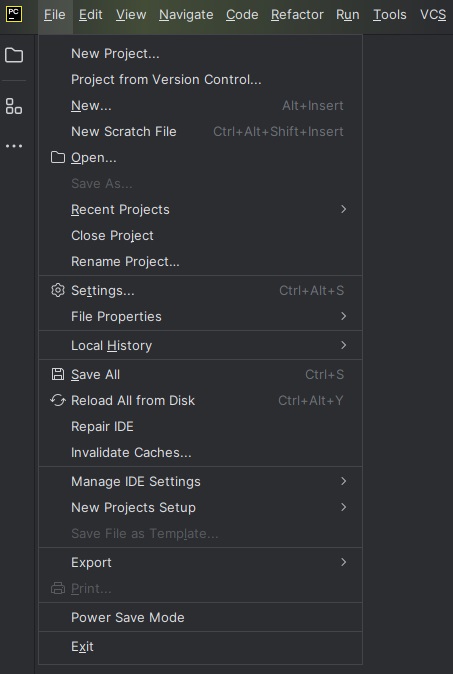 PC File Edit View Navigate Code Refactor Run Tools VCS
New Project...
Project from Version Control...
New... Alt+Insert
New Scratch File Ctrl+Alt+Shift+Insert
Open...
Save As...
Recent Projects
Close Project
Rename Project...
Settings... Ctrl+Alt+S
File Properties
Local History
Save All Ctrl+S
Reload All from Disk Ctrl+Alt+Y
Repair IDE
Invalidate Caches...
Manage IDE Settings
New Projects Setup
Save File as Template...
Export
Print...
Power Save Mode
Exit